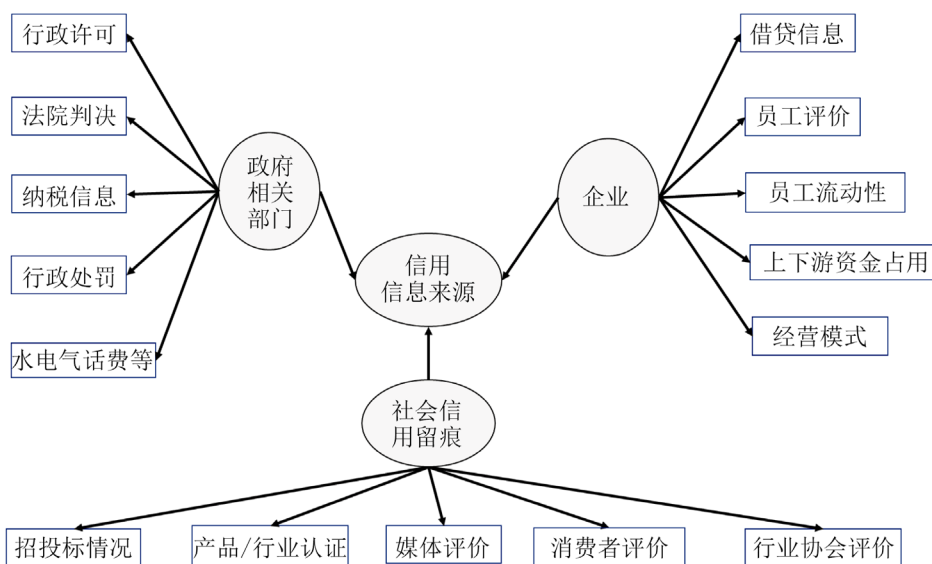 行政许可
法院判决
纳税信息
行政处罚
水电气话费等
政府
相关
部门
信用
信息来源
企业
借贷信息
员工评价
员工流动性
上下游资金占用
经营模式
社会信
用留痕
招投标情况
产品/行业认证
媒体评价
消费者评价
行业协会评价